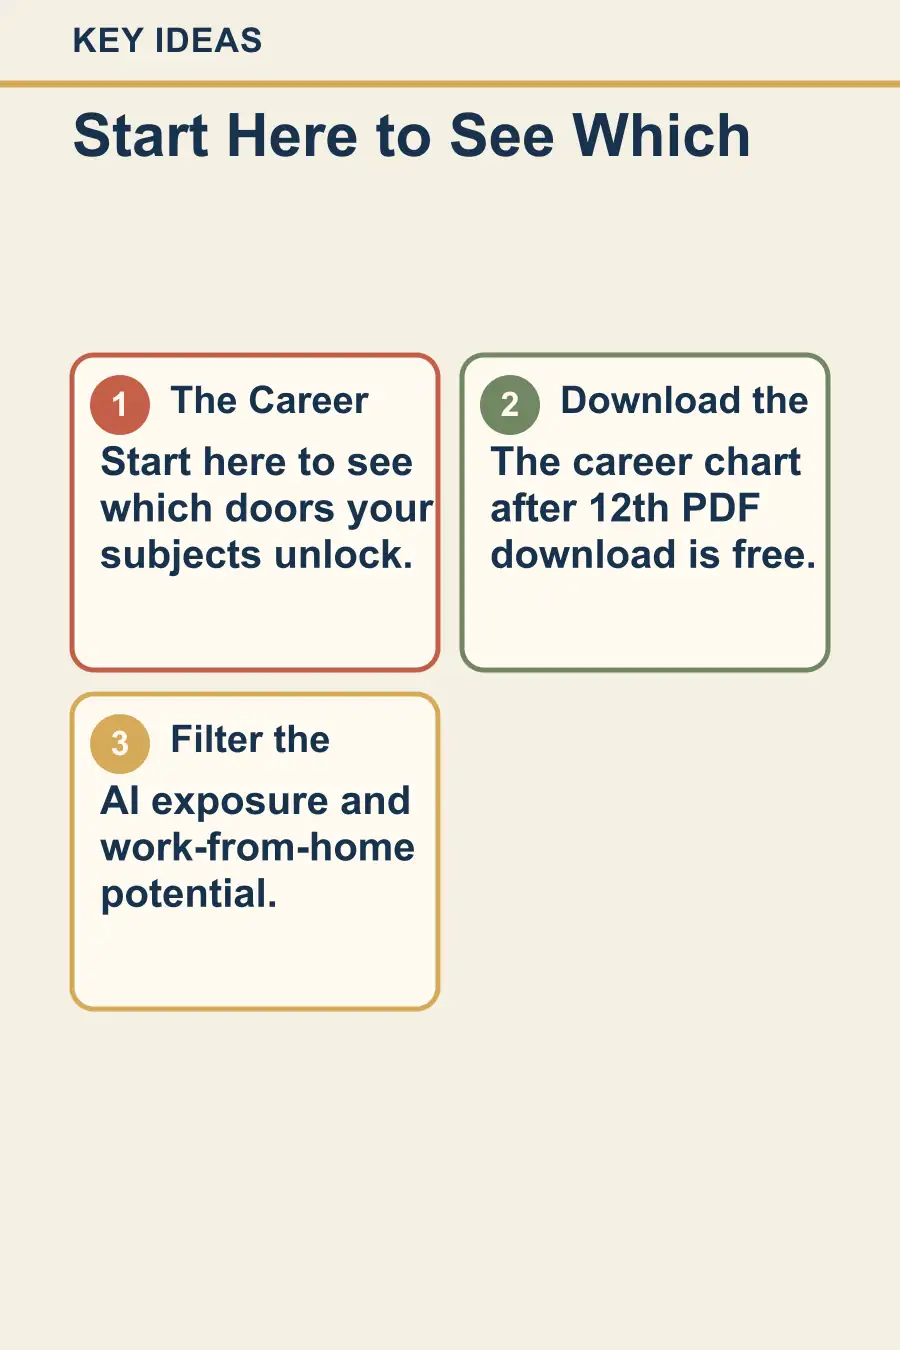 KEY IDEAS
Start Here to See Which
1 The Career
Start here to see
which doors your
subjects unlock.
2 Download the
The career chart
after 12th PDF
download is free.
3 Filter the
AI exposure and
work-from-home
potential.